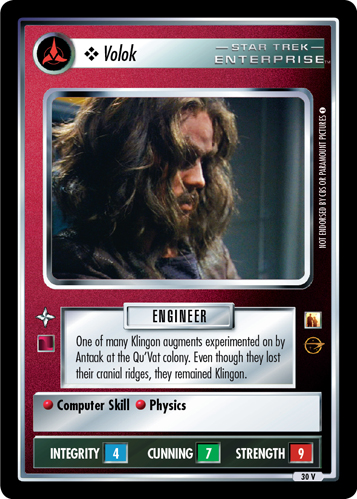 ❖ Volok
STAR TREK
ENTERPRISE™
NOT ENDORSED BY CBS OR PARAMOUNT PICTURES
ENGINEER
One of many Klingon augments experimented on by
Antaak at the Qu'Vat colony. Even though they lost
their cranial ridges, they remained Klingon.
Computer Skill Physics
INTEGRITY 4 CUNNING 7 STRENGTH 9
30 V